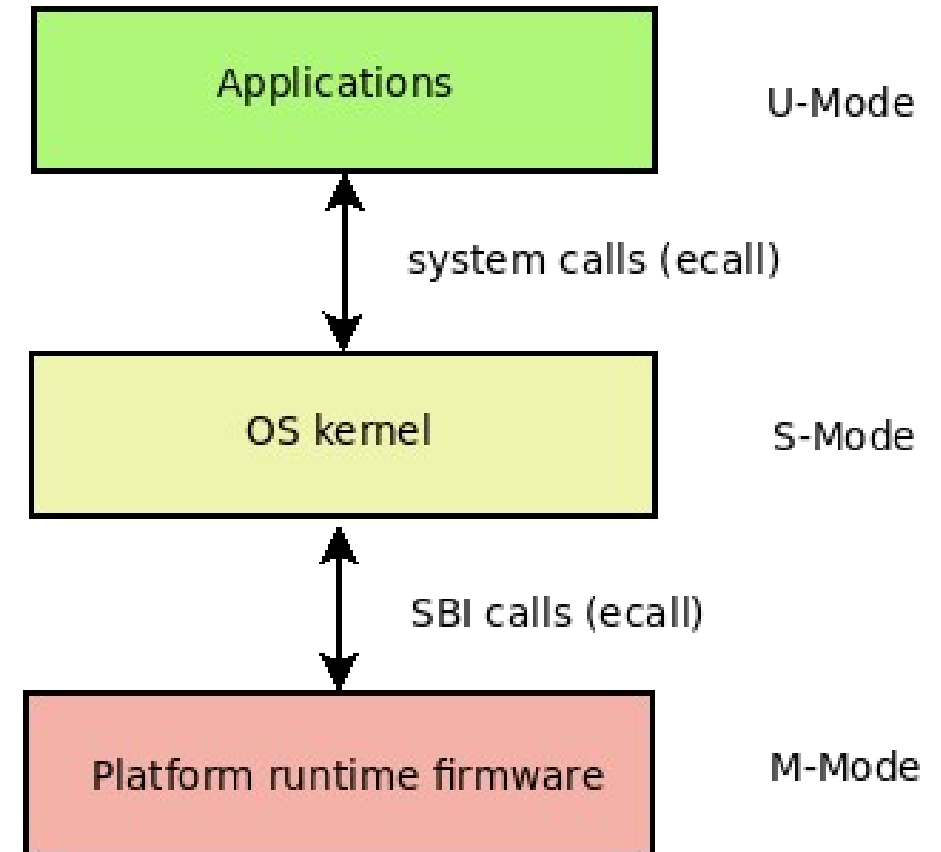 Applications
U-Mode
system calls (ecall)
OS kernel
S-Mode
SBI calls (ecall)
Platform runtime firmware
M-Mode